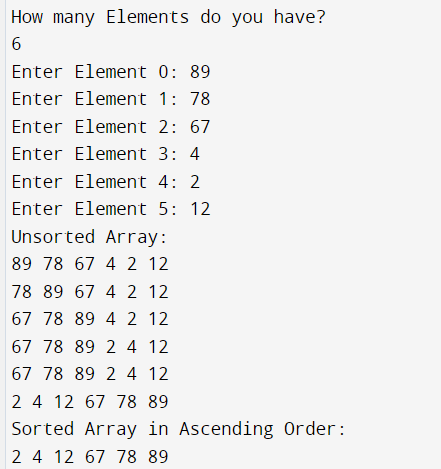 How many Elements do you have?
6
Enter Element 0: 89
Enter Element 1: 78
Enter Element 2: 67
Enter Element 3: 4
Enter Element 4: 2
Enter Element 5: 12
Unsorted Array:
89 78 67 4 2 12
78 89 67 4 2 12
67 78 89 4 2 12
67 78 89 2 4 12
67 78 89 2 4 12
2 4 12 67 78 89
Sorted Array in Ascending Order:
2 4 12 67 78 89